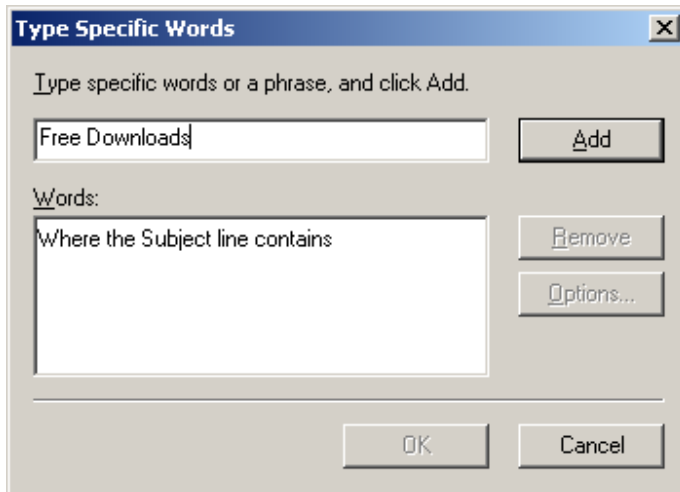 Type Specific Words
Type specific words or a phrase, and click Add.
Free Downloads
Add
Words:
Where the Subject line contains
Remove
Options...
OK
Cancel